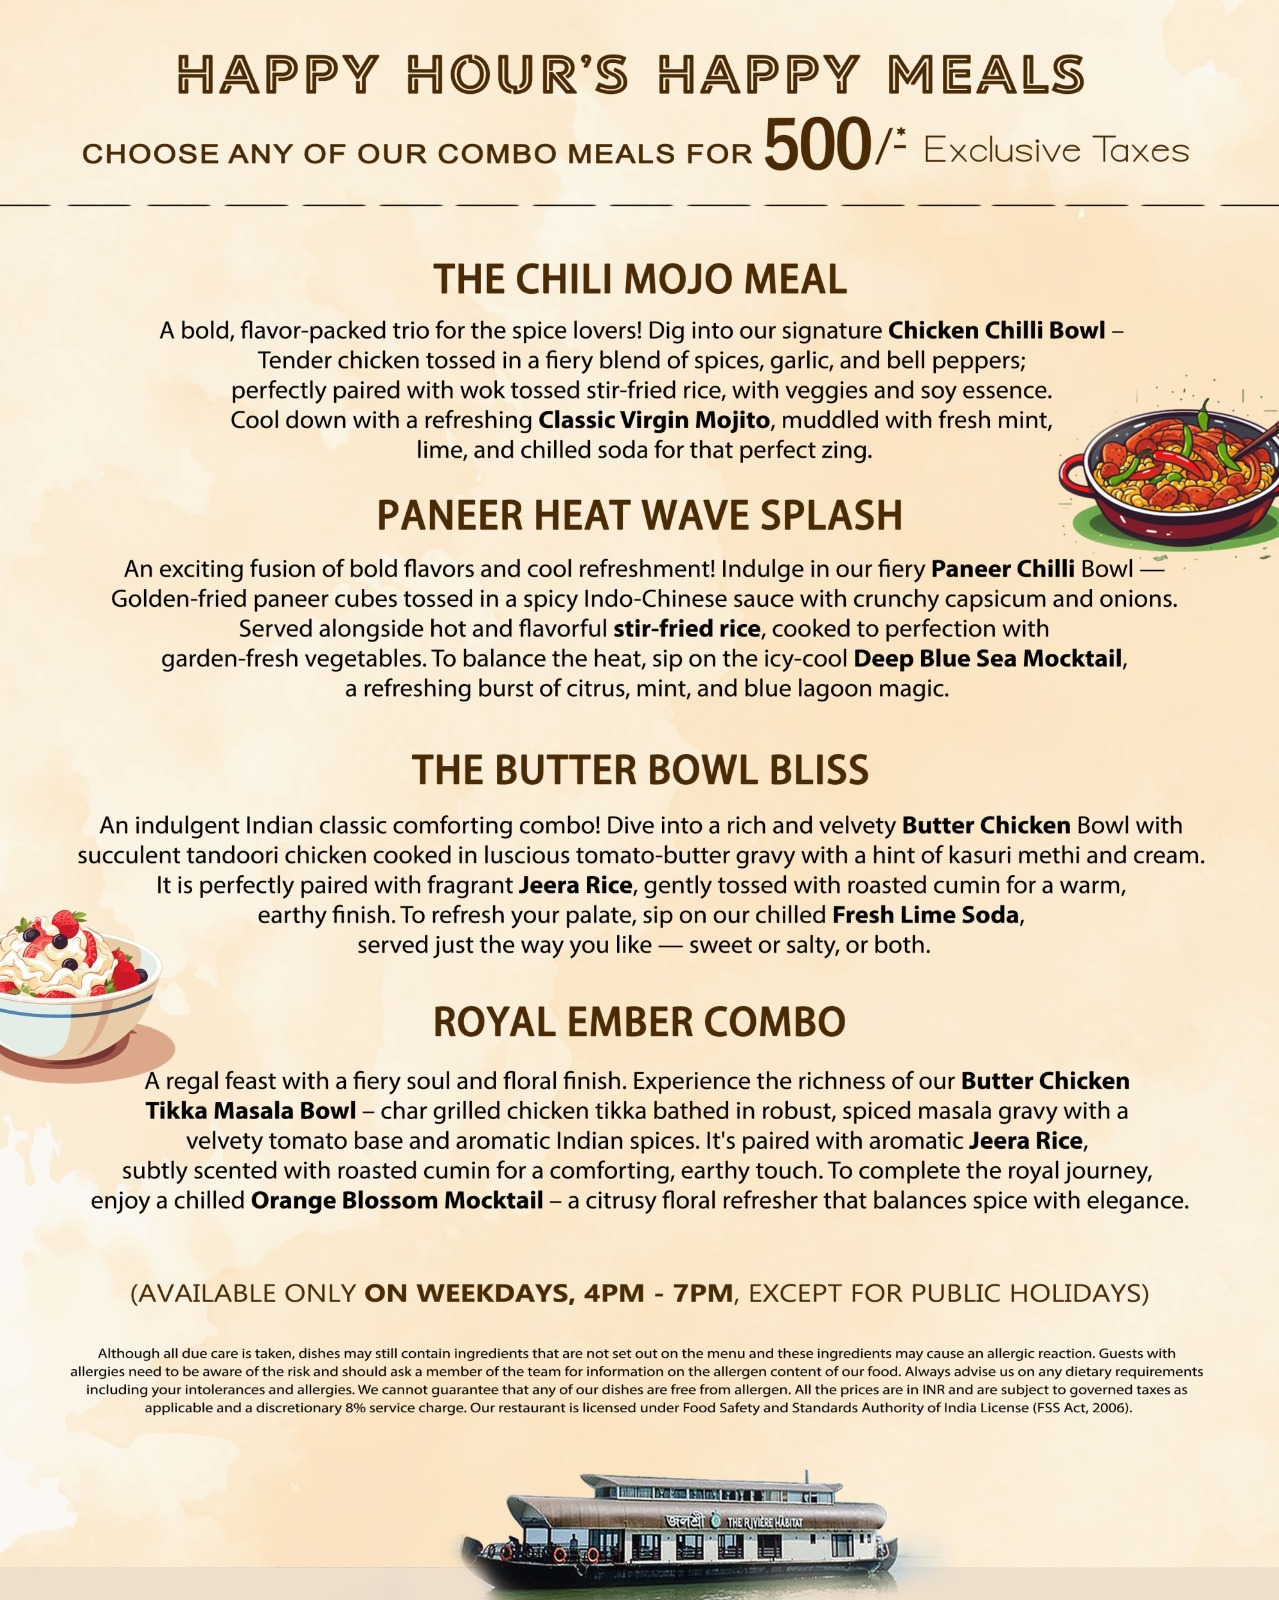 HAPPY HOUR'S HAPPY MEALS
CHOOSE ANY OF OUR COMBO MEALS FOR 500/-* Exclusive Taxes
THE CHILI MOJO MEAL
A bold, flavor-packed trio for the spice lovers! Dig into our signature Chicken Chilli Bowl –
Tender chicken tossed in a fiery blend of spices, garlic, and bell peppers;
perfectly paired with wok tossed stir-fried rice, with veggies and soy essence.
Cool down with a refreshing Classic Virgin Mojito, muddled with fresh mint,
lime, and chilled soda for that perfect zing.
PANEER HEAT WAVE SPLASH
An exciting fusion of bold flavors and cool refreshment! Indulge in our fiery Paneer Chilli Bowl —
Golden-fried paneer cubes tossed in a spicy Indo-Chinese sauce with crunchy capsicum and onions.
Served alongside hot and flavorful stir-fried rice, cooked to perfection with
garden-fresh vegetables. To balance the heat, sip on the icy-cool Deep Blue Sea Mocktail,
a refreshing burst of citrus, mint, and blue lagoon magic.
THE BUTTER BOWL BLISS
An indulgent Indian classic comforting combo! Dive into a rich and velvety Butter Chicken Bowl with
succulent tandoori chicken cooked in luscious tomato-butter gravy with a hint of kasuri methi and cream.
It is perfectly paired with fragrant Jeera Rice, gently tossed with roasted cumin for a warm,
earthy finish. To refresh your palate, sip on our chilled Fresh Lime Soda,
served just the way you like — sweet or salty, or both.
ROYAL EMBER COMBO
A regal feast with a fiery soul and floral finish. Experience the richness of our Butter Chicken
Tikka Masala Bowl – char grilled chicken tikka bathed in robust, spiced masala gravy with a
velvety tomato base and aromatic Indian spices. It's paired with aromatic Jeera Rice,
subtly scented with roasted cumin for a comforting, earthy touch. To complete the royal journey,
enjoy a chilled Orange Blossom Mocktail – a citrusy floral refresher that balances spice with elegance.
(AVAILABLE ONLY ON WEEKDAYS, 4PM - 7PM, EXCEPT FOR PUBLIC HOLIDAYS)
Although all due care is taken, dishes may still contain ingredients that are not set out on the menu and these ingredients may cause an allergic reaction. Guests with
allergies need to be aware of the risk and should ask a member of the team for information on the allergen content of our food. Always advise us on any dietary requirements
including your intolerances and allergies. We cannot guarantee that any of our dishes are free from allergen. All the prices are in INR and are subject to governed taxes as
applicable and a discretionary 8% service charge. Our restaurant is licensed under Food Safety and Standards Authority of India License (FSS Act, 2006).
जलश्री THE RIVIÈRE HABITAT